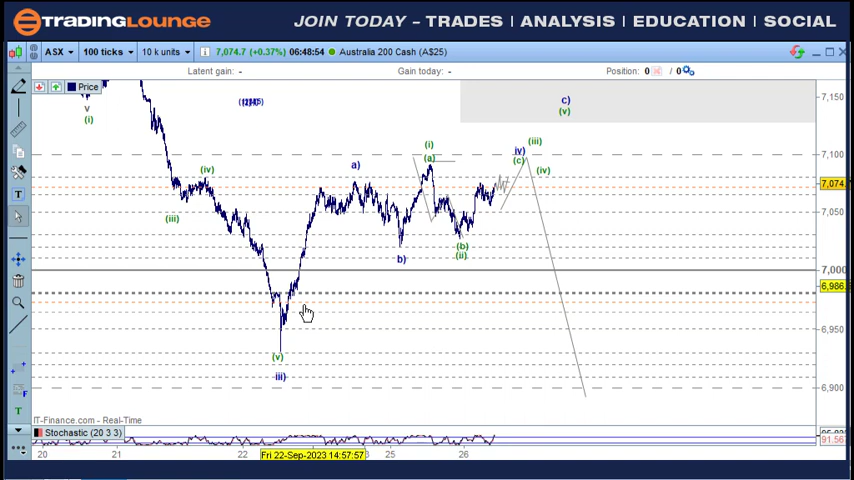 TRADINGLOUNGE
JOIN TODAY - TRADES | ANALYSIS | EDUCATION | SOCIAL
ASX 100 ticks 10 k units 7,074.7 (+0.37%) 06:48:54 Australia 200 Cash (A$25)
Latent gain: - Gain today: - Position: 0 / 0
Price
c)
(v)
7,150
v
(i)
(i)
(iii)
iv)
7,100
(a)
(c)
a)
(iv)
(iv)
7,074.
(iii)
7,050
b)
(b)
(ii)
7,000
6,986.
6,950
(v)
iii)
6,900
IT-Finance.com - Real-Time
Stochastic (20 3 3)
91.567
20 21 22 Fri 22-Sep-2023 14:57:57 25 26